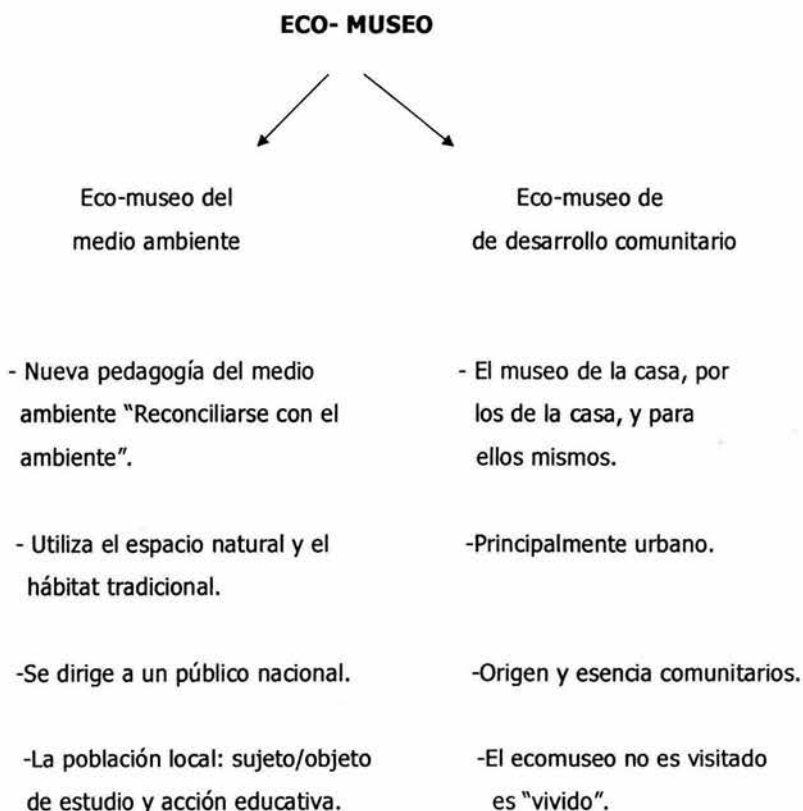 ECO- MUSEO
Eco-museo del
medio ambiente
- Nueva pedagogía del medio
ambiente “Reconciliarse con el
ambiente”.
- Utiliza el espacio natural y el
hábitat tradicional.
-Se dirige a un público nacional.
-La población local: sujeto/objeto
de estudio y acción educativa.
Eco-museo de
de desarrollo comunitario
- El museo de la casa, por
los de la casa, y para
ellos mismos.
-Principalmente urbano.
-Origen y esencia comunitarios.
-El ecomuseo no es visitado
es “vivido”.